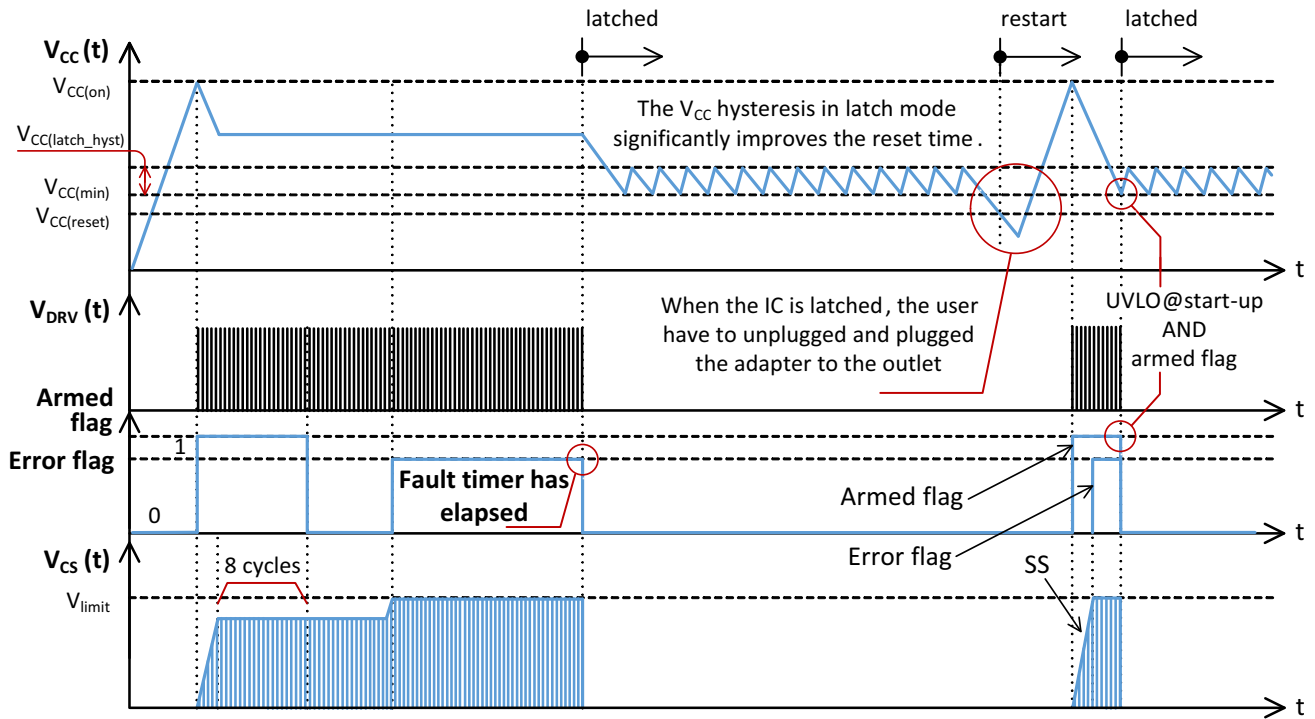 latched
restart
latched
VCC (t)
VCC(on)
VCC(latch_hyst)
VCC(min)
VCC(reset)
The VCC hysteresis in latch mode
significantly improves the reset time .
t
VDRV (t)
When the IC is latched, the user
have to unplugged and plugged
the adapter to the outlet
UVLO@start-up
AND
armed flag
t
Armed
flag
1
Error flag
0
Fault timer has
elapsed
Armed flag
Error flag
t
VCS (t)
8 cycles
SS
Vlimit
t